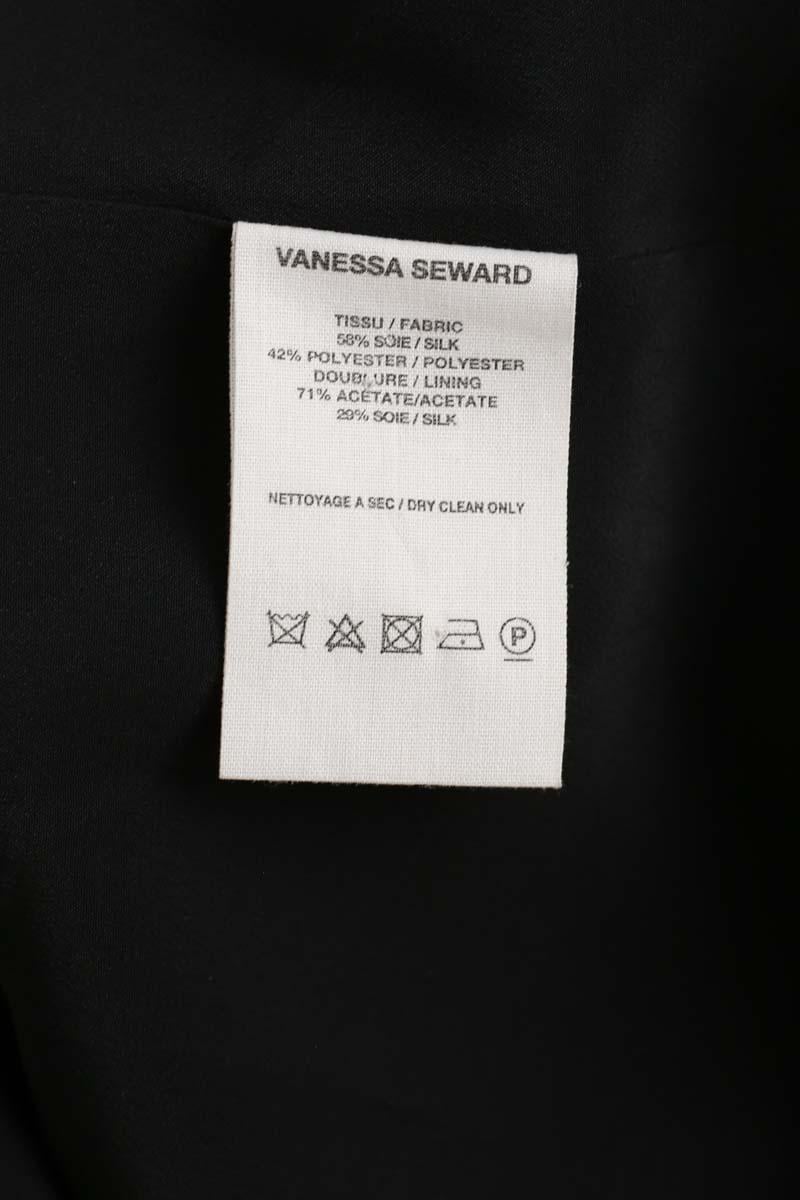 VANESSA SEWARD
TISSU / FABRIC
58% SOIE / SILK
42% POLYESTER / POLYESTER
DOUBLURE / LINING
71% ACÉTATE/ACETATE
29% SOIE / SILK
NETTOYAGE A SEC / DRY CLEAN ONLY
P